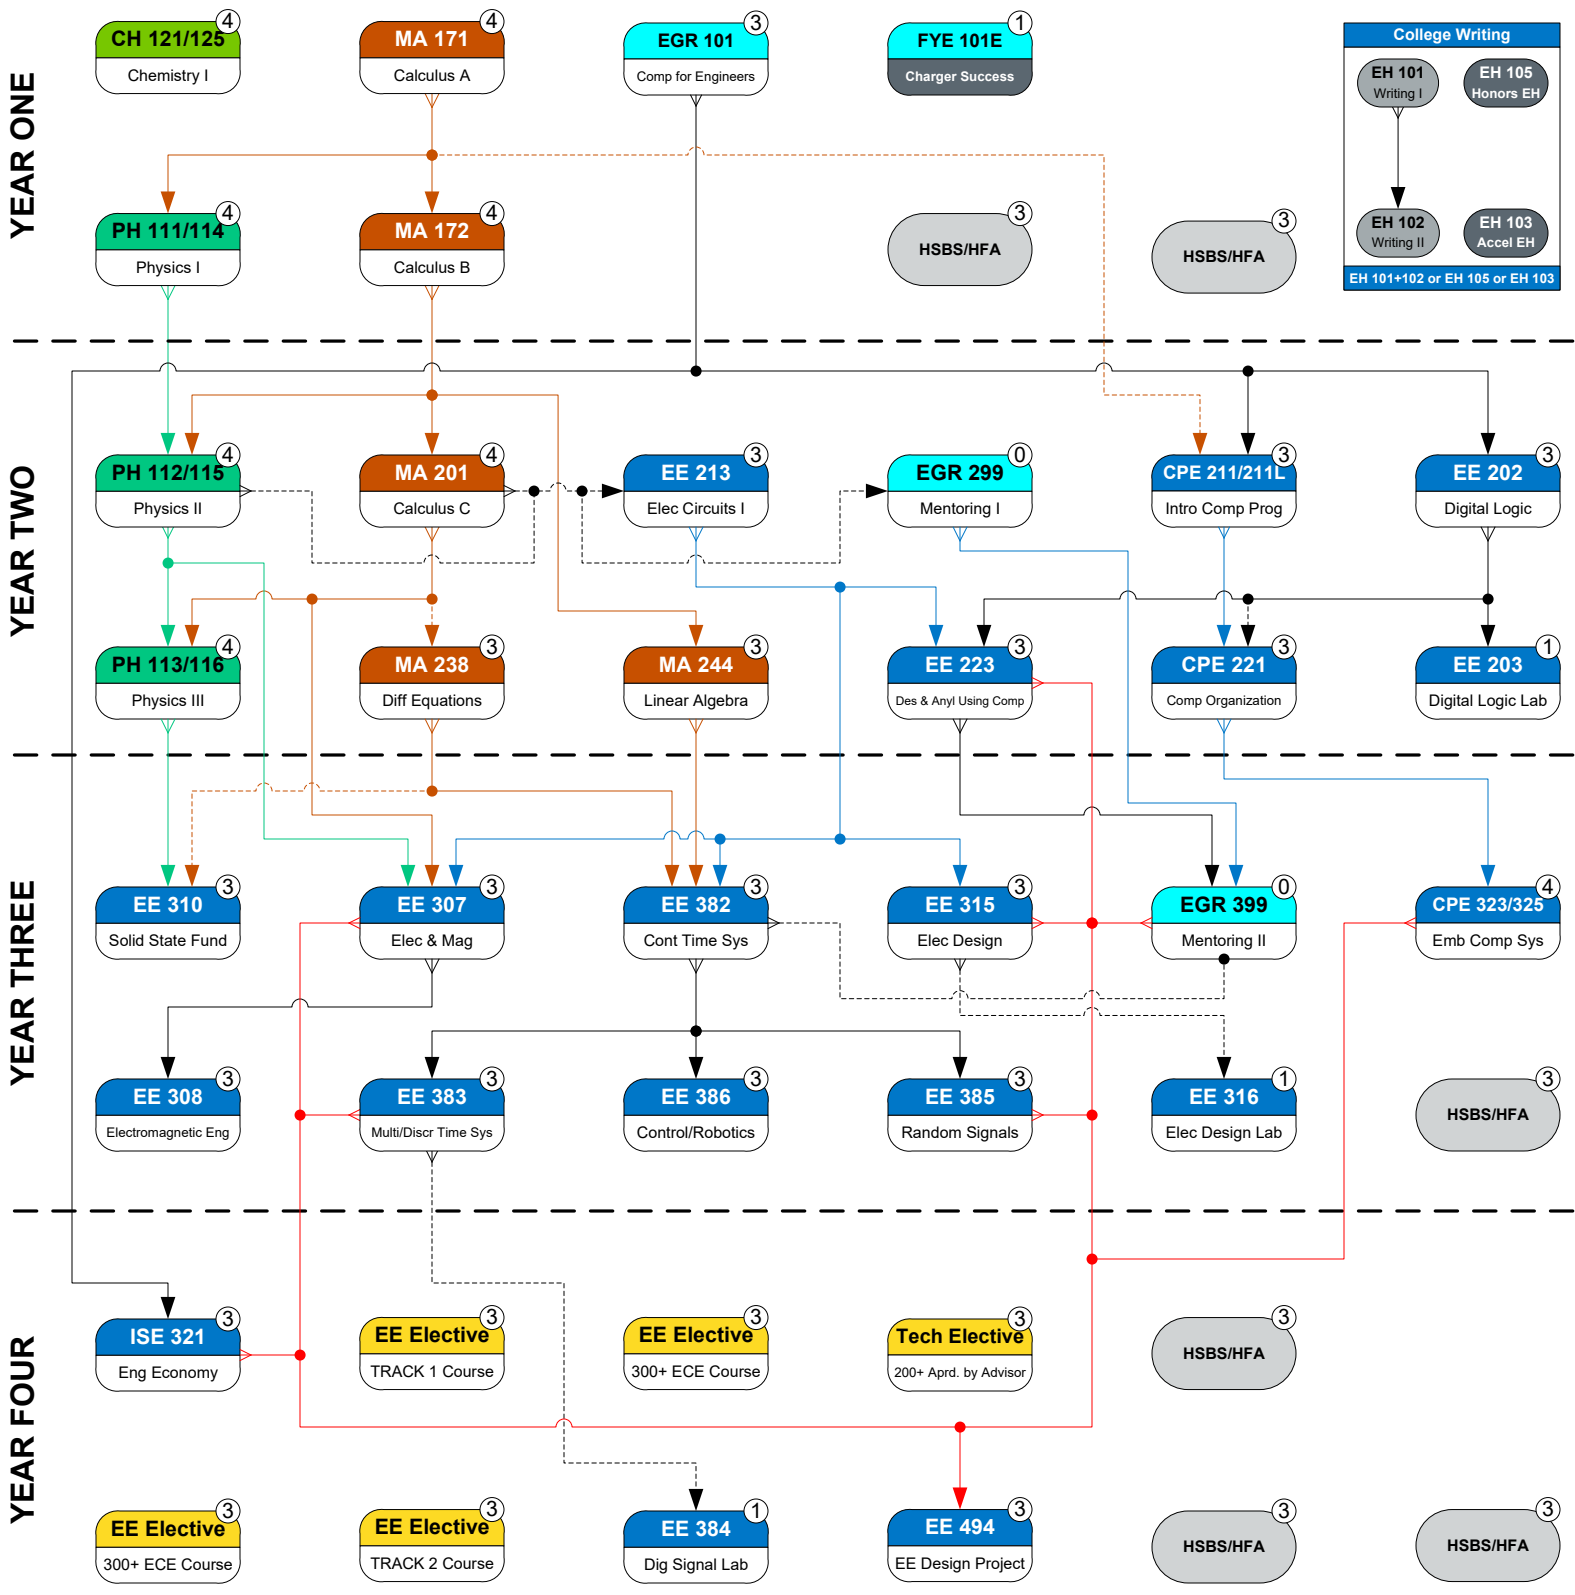 YEAR ONE
CH 121/125
4
Chemistry I
MA 171
4
Calculus A
EGR 101
3
Comp for Engineers
FYE 101E
1
Charger Success
College Writing
EH 101
Writing I
EH 105
Honors EH
EH 102
Writing II
EH 103
Accel EH
EH 101+102 or EH 105 or EH 103
PH 111/114
4
Physics I
MA 172
4
Calculus B
3
HSBS/HFA
3
HSBS/HFA
YEAR TWO
PH 112/115
4
Physics II
MA 201
4
Calculus C
EE 213
3
Elec Circuits I
EGR 299
0
Mentoring I
CPE 211/211L
3
Intro Comp Prog
EE 202
3
Digital Logic
PH 113/116
4
Physics III
MA 238
3
Diff Equations
MA 244
3
Linear Algebra
EE 223
3
Des & Anyl Using Comp
CPE 221
3
Comp Organization
EE 203
1
Digital Logic Lab
YEAR THREE
EE 310
3
Solid State Fund
EE 307
3
Elec & Mag
EE 382
3
Cont Time Sys
EE 315
3
Elec Design
EGR 399
0
Mentoring II
CPE 323/325
4
Emb Comp Sys
EE 308
3
Electromagnetic Eng
EE 383
3
Multi/Discr Time Sys
EE 386
3
Control/Robotics
EE 385
3
Random Signals
EE 316
1
Elec Design Lab
3
HSBS/HFA
YEAR FOUR
ISE 321
3
Eng Economy
EE Elective
3
TRACK 1 Course
EE Elective
3
300+ ECE Course
Tech Elective
3
200+ Aprd. by Advisor
3
HSBS/HFA
EE Elective
3
300+ ECE Course
EE Elective
3
TRACK 2 Course
EE 384
1
Dig Signal Lab
EE 494
3
EE Design Project
3
HSBS/HFA
3
HSBS/HFA